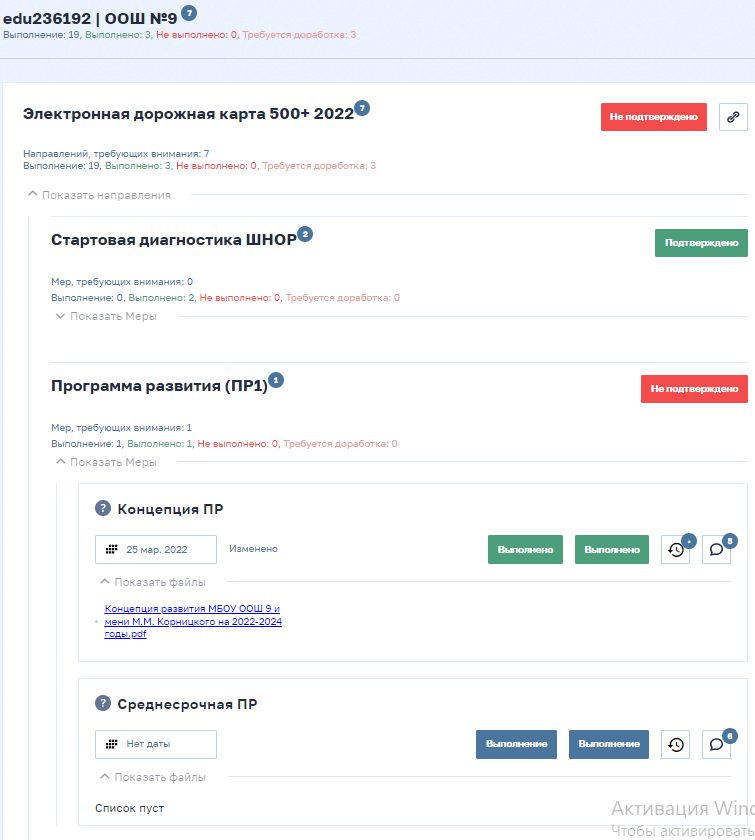 edu236192 | ООШ №9 7
Выполнение: 19, Выполнено: 3, Не выполнено: 0, Требуется доработка: 3
Электронная дорожная карта 500+ 2022 7
Не подтверждено
Направлений, требующих внимания: 7
Выполнение: 19, Выполнено: 3, Не выполнено: 0, Требуется доработка: 3
Показать направления
Стартовая диагностика ШНОР 2
Подтверждено
Мер, требующих внимания: 0
Выполнение: 0, Выполнено: 2, Не выполнено: 0, Требуется доработка: 0
Показать Меры
Программа развития (ПР1) 1
Не подтверждено
Мер, требующих внимания: 1
Выполнение: 1, Выполнено: 1, Не выполнено: 0, Требуется доработка: 0
Показать Меры
? Концепция ПР
25 мар. 2022 Изменено Выполнено Выполнено 5
Показать файлы
Концепция развития МБОУ ООШ 9 и
мени М.М. Корницкого на 2022-2024
годы.pdf
? Среднесрочная ПР
Нет даты Выполнение Выполнение 6
Показать файлы
Список пуст
Активация Wind
Чтобы активировать